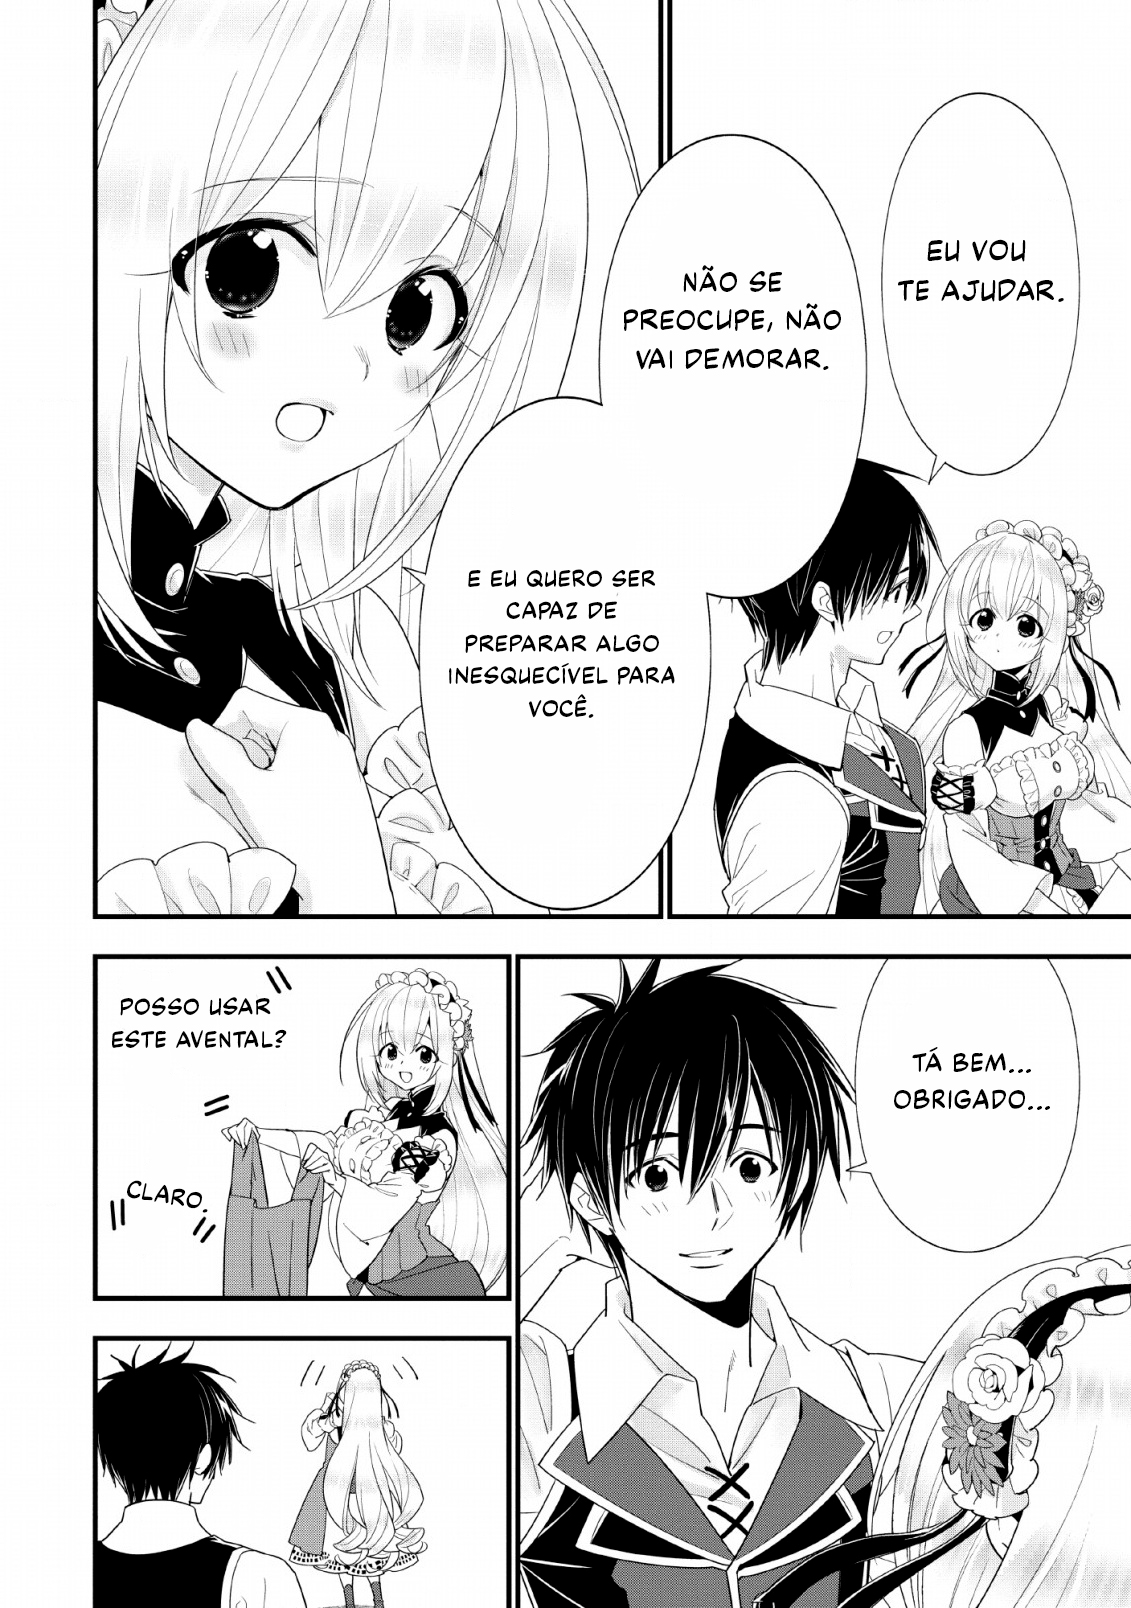 EU VOU
TE AJUDAR.
NÃO SE
PREOCUPE, NÃO
VAI DEMORAR.
E EU QUERO SER
CAPAZ DE
PREPARAR ALGO
INESQUECÍVEL PARA
VOCÊ.
TÁ BEM...
OBRIGADO...
POSSO USAR
ESTE AVENTAL?
CLARO.